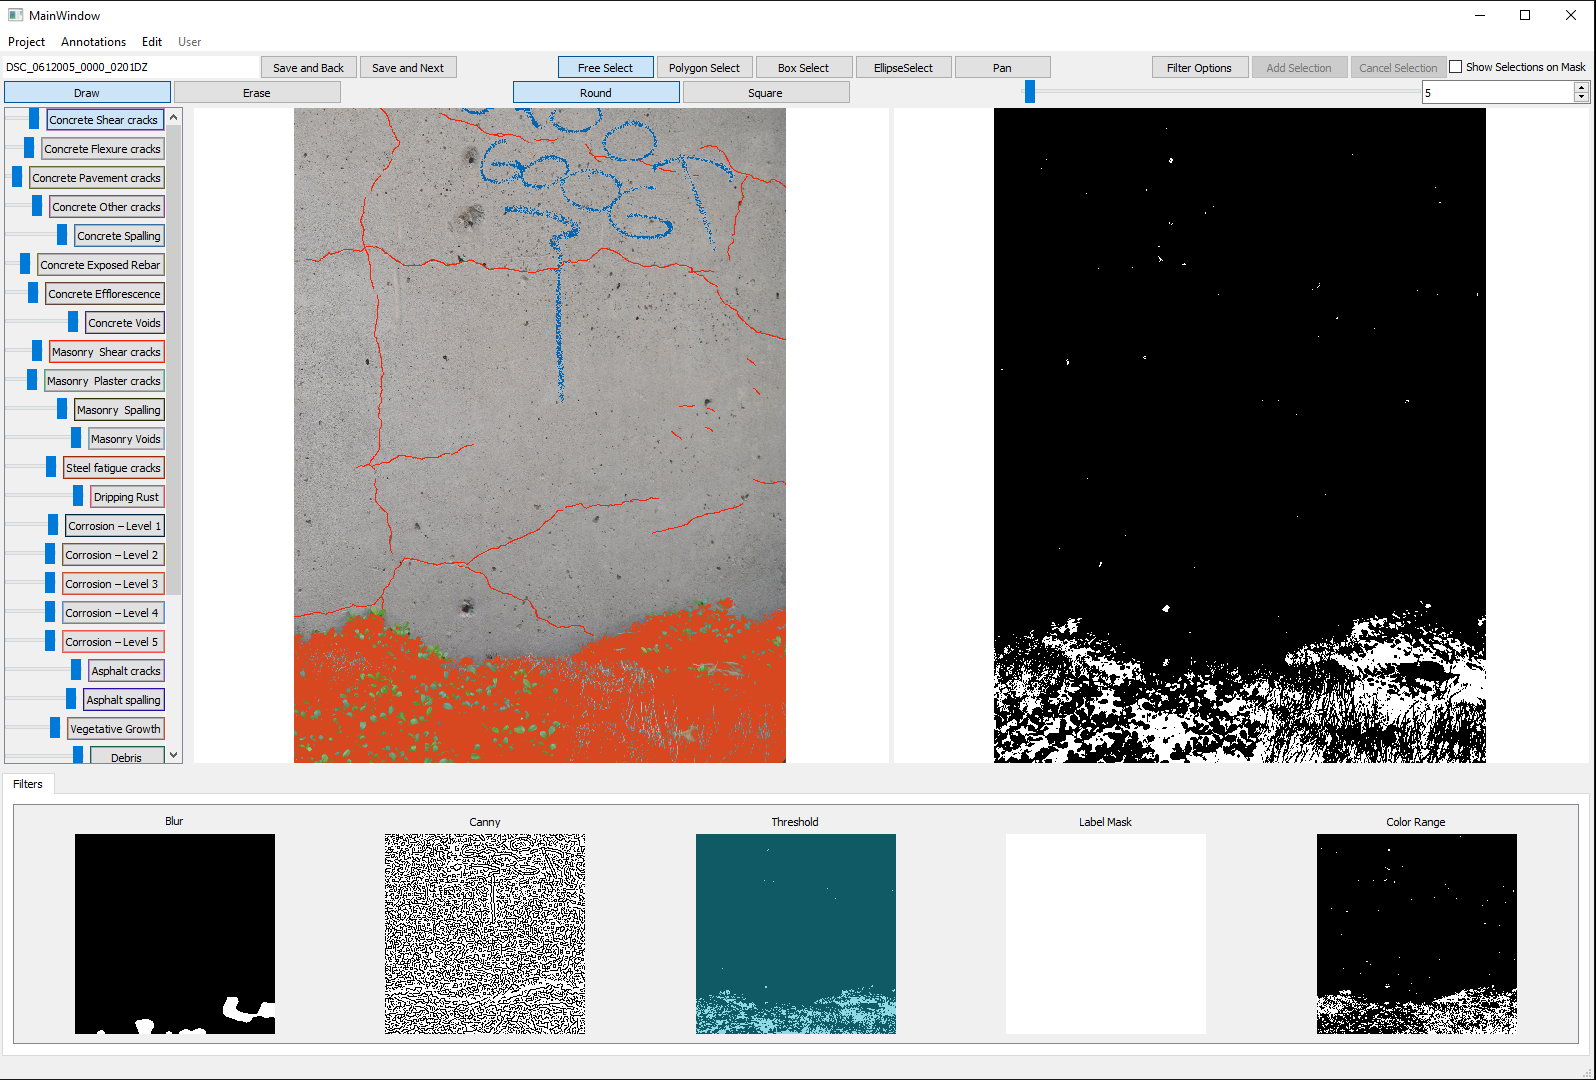 MainWindow
Project Annotations Edit User
DSC_0612005_0000_0201DZ Save and Back Save and Next Free Select Polygon Select Box Select EllipseSelect Pan Filter Options Add Selection Cancel Selection Show Selections on Mask
Draw Erase Round Square 5
Concrete Shear cracks
Concrete Flexure cracks
Concrete Pavement cracks
Concrete Other cracks
Concrete Spalling
Concrete Exposed Rebar
Concrete Efflorescence
Concrete Voids
Masonry Shear cracks
Masonry Plaster cracks
Masonry Spalling
Masonry Voids
Steel fatigue cracks
Dripping Rust
Corrosion – Level 1
Corrosion – Level 2
Corrosion – Level 3
Corrosion – Level 4
Corrosion – Level 5
Asphalt cracks
Asphalt spalling
Vegetative Growth
Debris
Filters
Blur Canny Threshold Label Mask Color Range